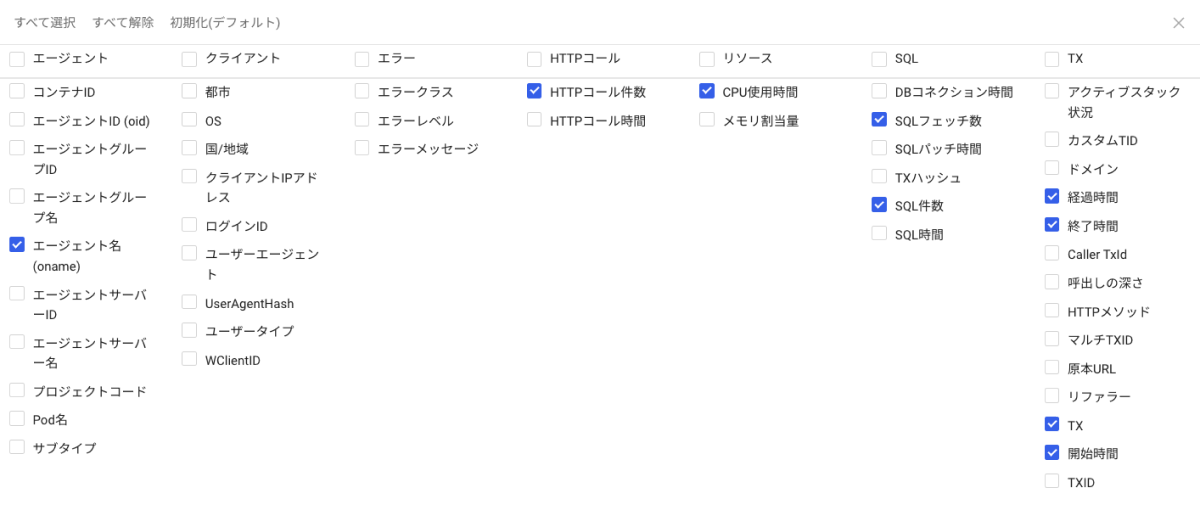 すべて選択 すべて解除 初期化(デフォルト)
エージェント
コンテナID
エージェントID (oid)
エージェントグルー
プID
エージェントグルー
プ名
エージェント名
(oname)
エージェントサーバ
ーID
エージェントサーバ
ー名
プロジェクトコード
Pod名
サブタイプ
クライアント
都市
OS
国/地域
クライアントIPアド
レス
ログインID
ユーザーエージェン
ト
UserAgentHash
ユーザータイプ
WClientID
エラー
エラークラス
エラーレベル
エラーメッセージ
HTTPコール
HTTPコール件数
HTTPコール時間
リソース
CPU使用時間
メモリ割当量
SQL
DBコネクション時間
SQLフェッチ数
SQLパッチ時間
TXハッシュ
SQL件数
SQL時間
TX
アクティブスタック
状況
カスタムTID
ドメイン
経過時間
終了時間
Caller TxId
呼出しの深さ
HTTPメソッド
マルチTXID
原本URL
リファラー
TX
開始時間
TXID